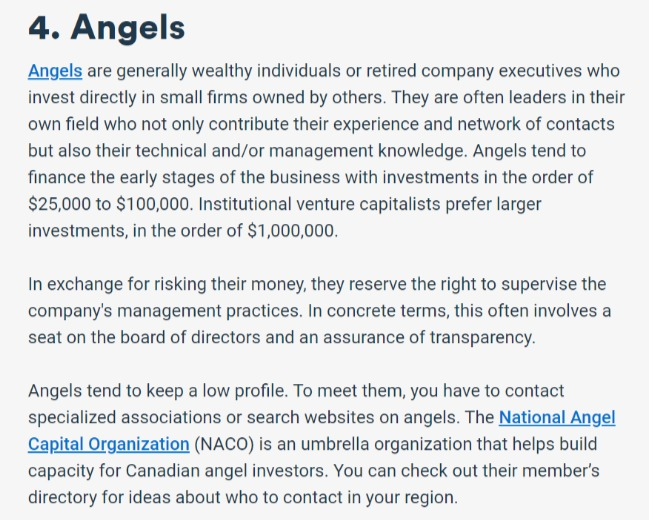 4. Angels
Angels are generally wealthy individuals or retired company executives who
invest directly in small firms owned by others. They are often leaders in their
own field who not only contribute their experience and network of contacts
but also their technical and/or management knowledge. Angels tend to
finance the early stages of the business with investments in the order of
$25,000 to $100,000. Institutional venture capitalists prefer larger
investments, in the order of $1,000,000.
In exchange for risking their money, they reserve the right to supervise the
company's management practices. In concrete terms, this often involves a
seat on the board of directors and an assurance of transparency.
Angels tend to keep a low profile. To meet them, you have to contact
specialized associations or search websites on angels. The National Angel
Capital Organization (NACO) is an umbrella organization that helps build
capacity for Canadian angel investors. You can check out their member's
directory for ideas about who to contact in your region.